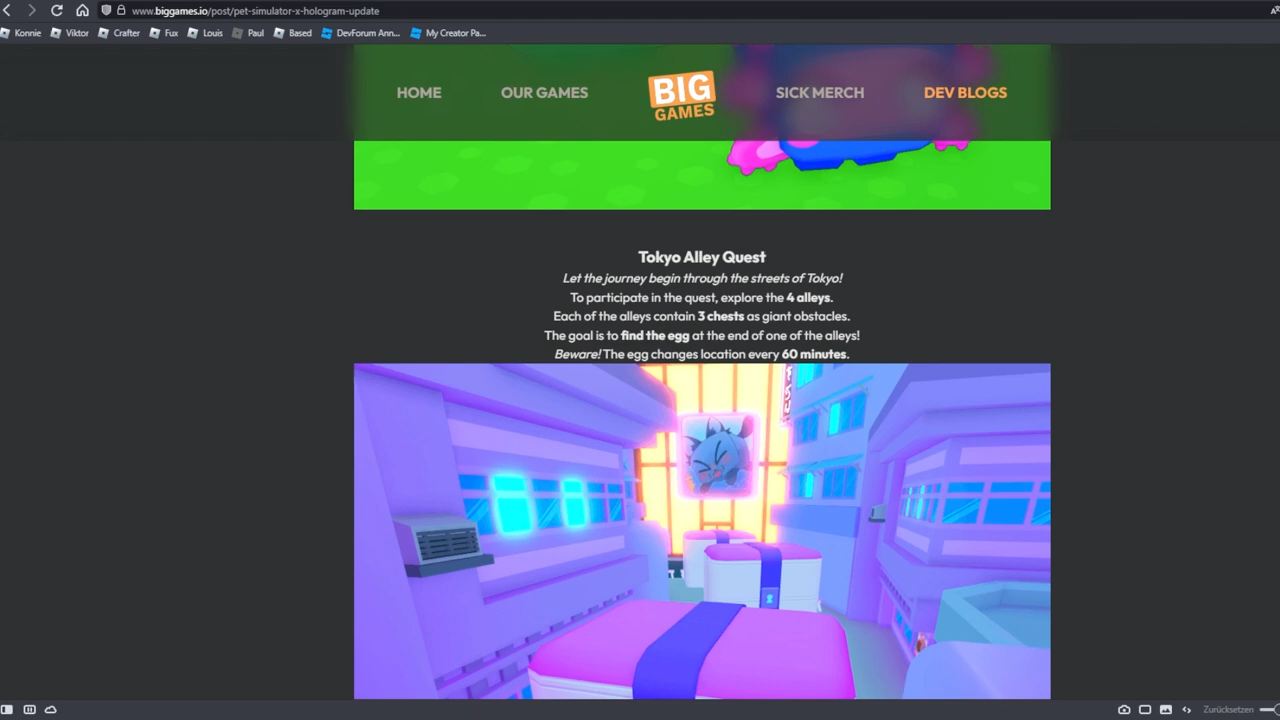 www.biggames.io/post/pet-simulator-x-hologram-update
Konnie Viktor Crafter Fux Louis Paul Based DevForum Ann... My Creator Pa...
HOME OUR GAMES BIG GAMES SICK MERCH DEV BLOGS
Tokyo Alley Quest
Let the journey begin through the streets of Tokyo!
To participate in the quest, explore the 4 alleys.
Each of the alleys contain 3 chests as giant obstacles.
The goal is to find the egg at the end of one of the alleys!
Beware! The egg changes location every 60 minutes.
Zurücksetzen